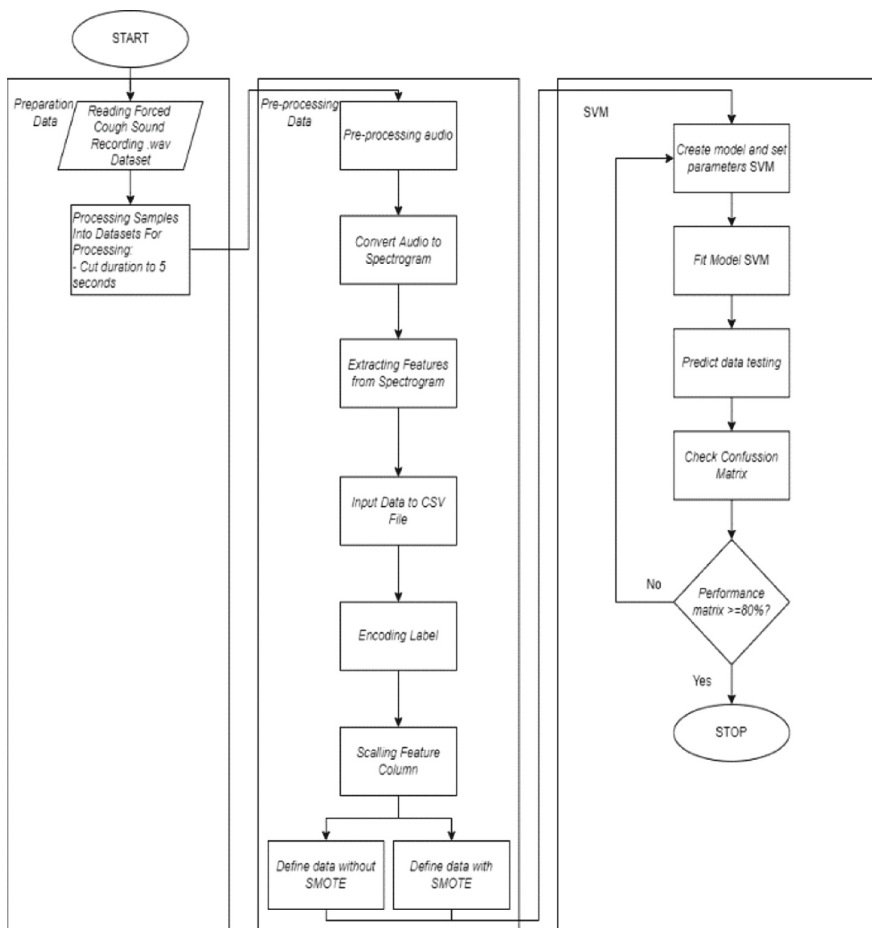 START
Preparation
Data
Reading Forced
Cough Sound
Recording .wav
Dataset
Processing Samples
Into Datasets For
Processing:
- Cut duration to 5
seconds
Pre-processing
Data
Pre-processing audio
Convert Audio to
Spectrogram
Extracting Features
from Spectrogram
Input Data to CSV
File
Encoding Label
Scalling Feature
Column
Define data without
SMOTE
Define data with
SMOTE
SVM
Create model and set
parameters SVM
Fit Model SVM
Predict data testing
Check Confussion
Matrix
Performance
matrix >=80%?
No
Yes
STOP